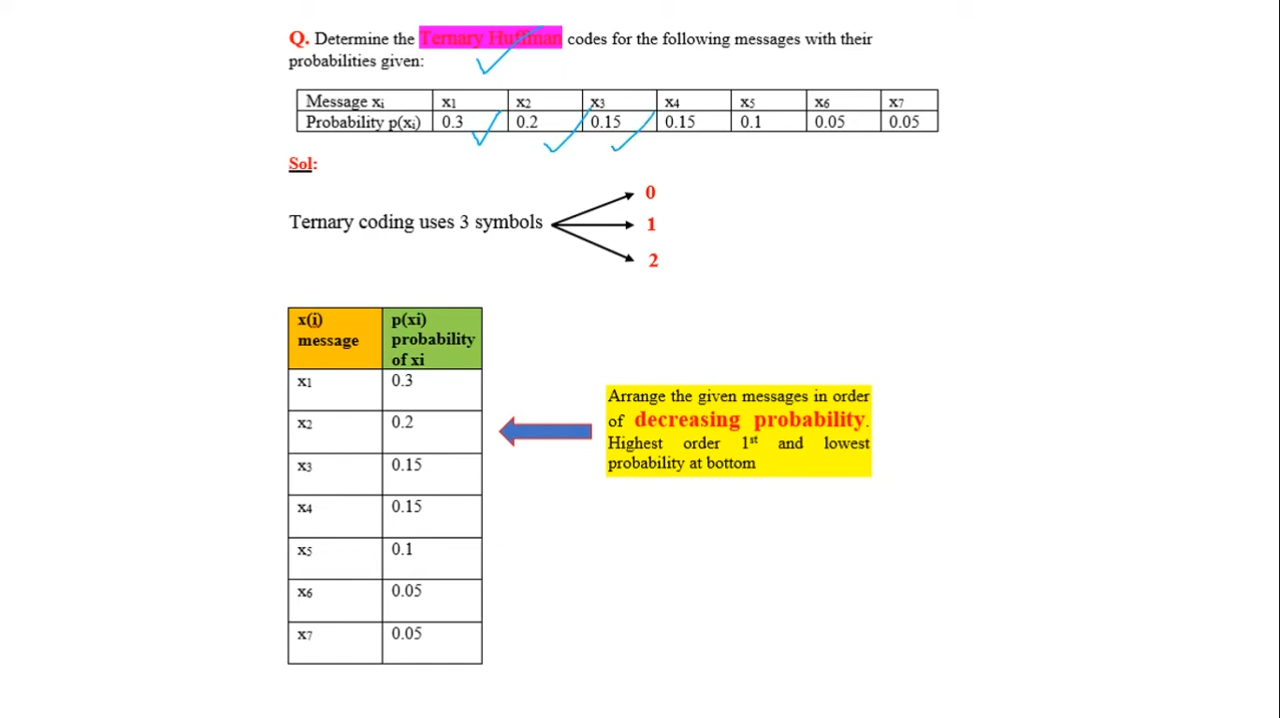 Q. Determine the Ternary Huffman codes for the following messages with their
probabilities given:
Message xi x1 x2 x3 x4 x5 x6 x7
Probability p(xi) 0.3 0.2 0.15 0.15 0.1 0.05 0.05
Sol:
0
Ternary coding uses 3 symbols 1
2
x(i) message p(xi) probability of xi
x1 0.3
x2 0.2
x3 0.15
x4 0.15
x5 0.1
x6 0.05
x7 0.05
Arrange the given messages in order
of decreasing probability.
Highest order 1st and lowest
probability at bottom